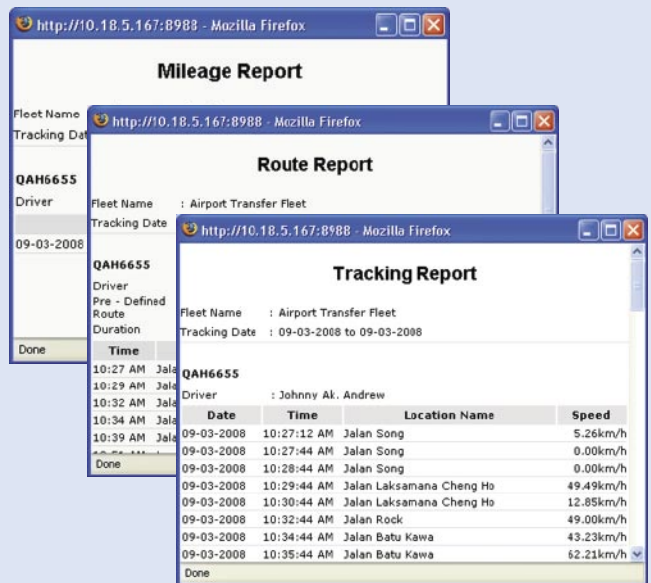 http://10.18.5.167:8988 - Mozilla Firefox
Mileage Report
Fleet Name
Tracking Dat
QAH6655
Driver
09-03-2008
Done
http://10.18.5.167:8988 - Mozilla Firefox
Route Report
Fleet Name : Airport Transfer Fleet
Tracking Date
QAH6655
Driver
Pre - Defined
Route
Duration
Time
10:27 AM Jala
10:29 AM Jala
10:32 AM Jala
10:34 AM Jala
10:39 AM Jala
Done
http://10.18.5.167:8988 - Mozilla Firefox
Tracking Report
Fleet Name : Airport Transfer Fleet
Tracking Date : 09-03-2008 to 09-03-2008
QAH6655
Driver : Johnny Ak. Andrew
Date Time Location Name Speed
09-03-2008 10:27:12 AM Jalan Song 5.26km/h
09-03-2008 10:27:44 AM Jalan Song 0.00km/h
09-03-2008 10:28:44 AM Jalan Song 0.00km/h
09-03-2008 10:29:44 AM Jalan Laksamana Cheng Ho 49.49km/h
09-03-2008 10:30:44 AM Jalan Laksamana Cheng Ho 12.85km/h
09-03-2008 10:32:44 AM Jalan Rock 49.00km/h
09-03-2008 10:34:44 AM Jalan Batu Kawa 43.23km/h
09-03-2008 10:35:44 AM Jalan Batu Kawa 62.21km/h
Done